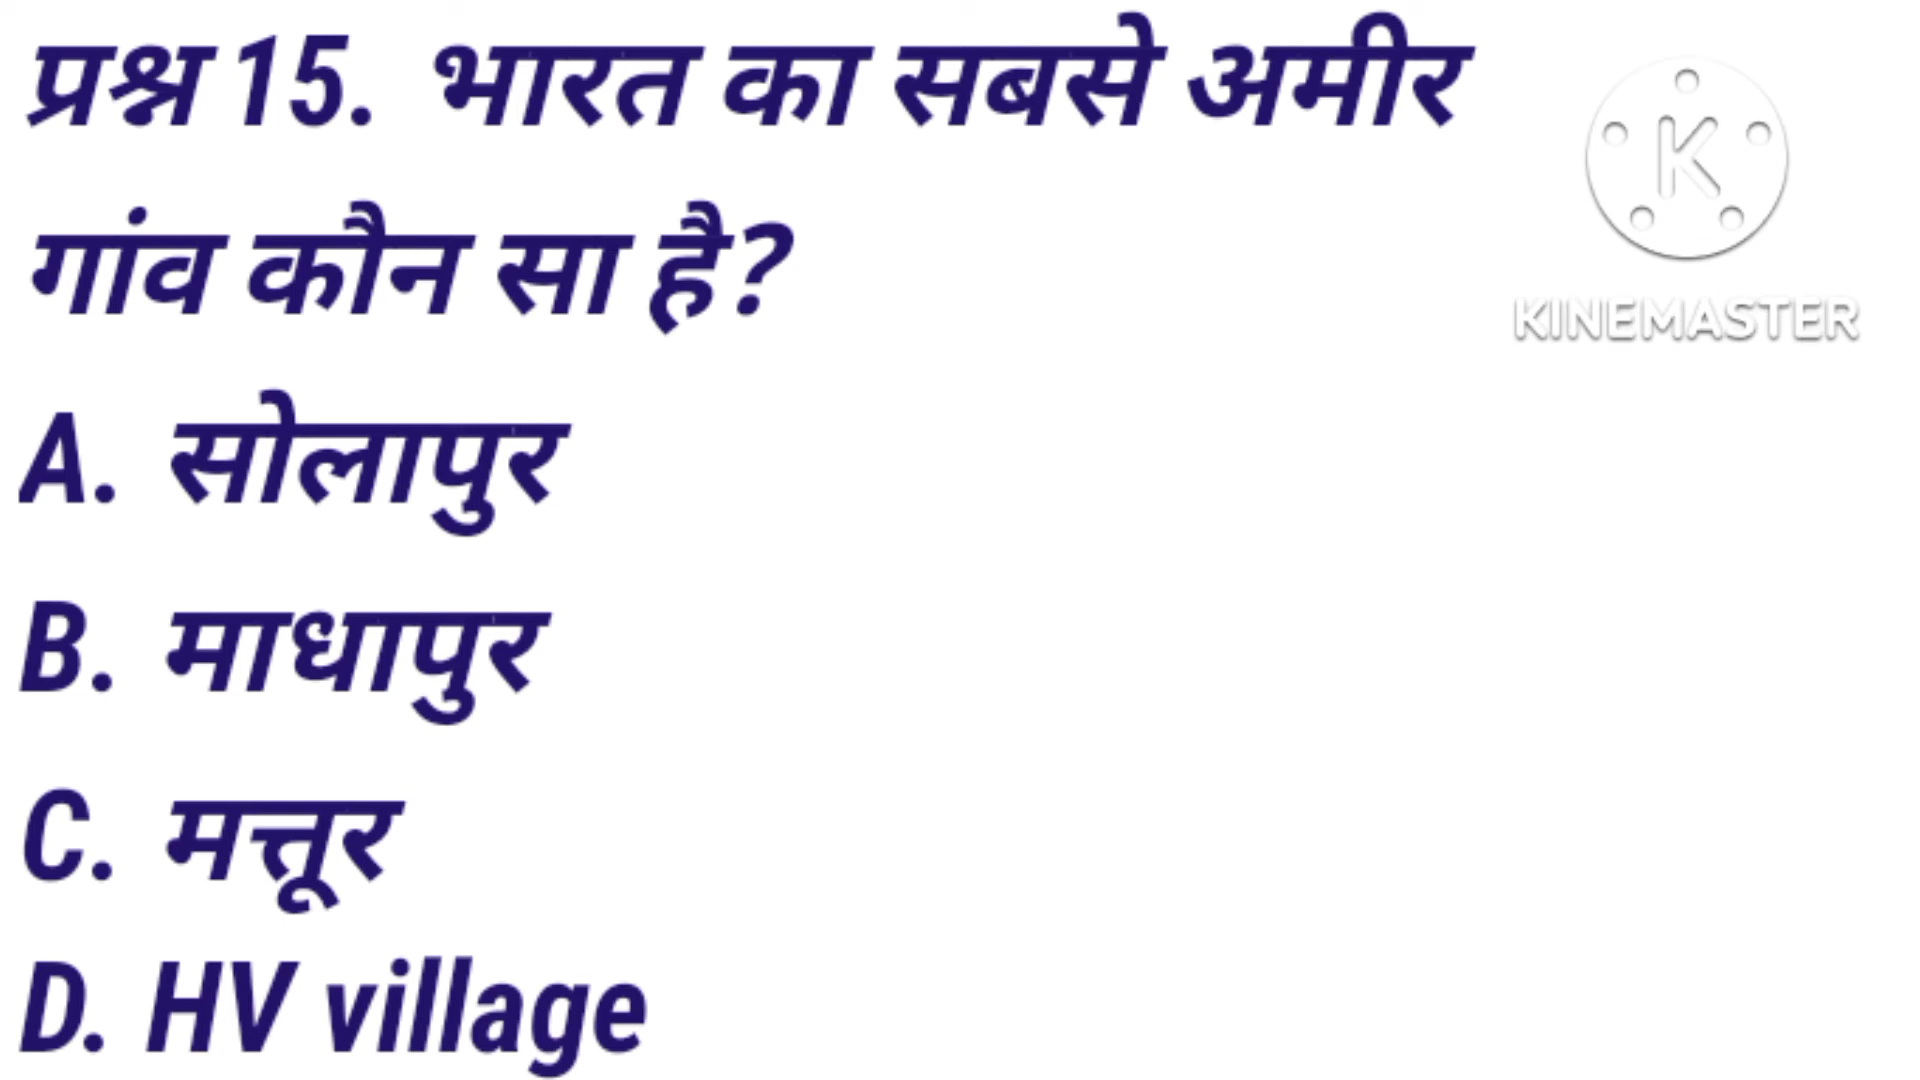 प्रश्न 15. भारत का सबसे अमीर
गांव कौन सा है?
A. सोलापुर
B. माधापुर
C. मत्तूर
D. HV village
K
KINEMASTER